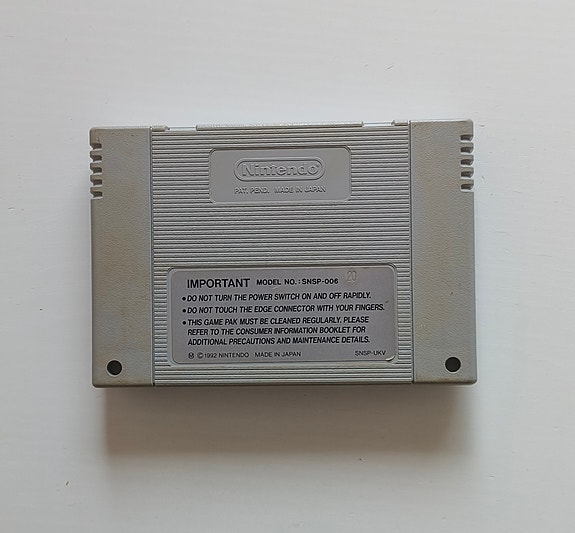 Nintendo
PAT. PEND. MADE IN JAPAN
IMPORTANT MODEL NO. : SNSP-006 20
• DO NOT TURN THE POWER SWITCH ON AND OFF RAPIDLY.
• DO NOT TOUCH THE EDGE CONNECTOR WITH YOUR FINGERS.
• THIS GAME PAK MUST BE CLEANED REGULARLY. PLEASE
REFER TO THE CONSUMER INFORMATION BOOKLET FOR
ADDITIONAL PRECAUTIONS AND MAINTENANCE DETAILS.
Ⓜ © 1992 NINTENDO MADE IN JAPAN SNSP-UKV